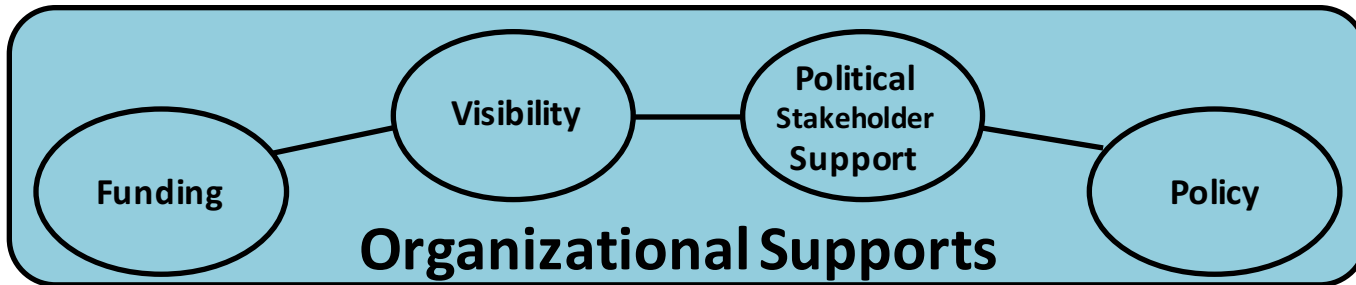 Funding
Visibility
Political
Stakeholder
Support
Policy
Organizational Supports